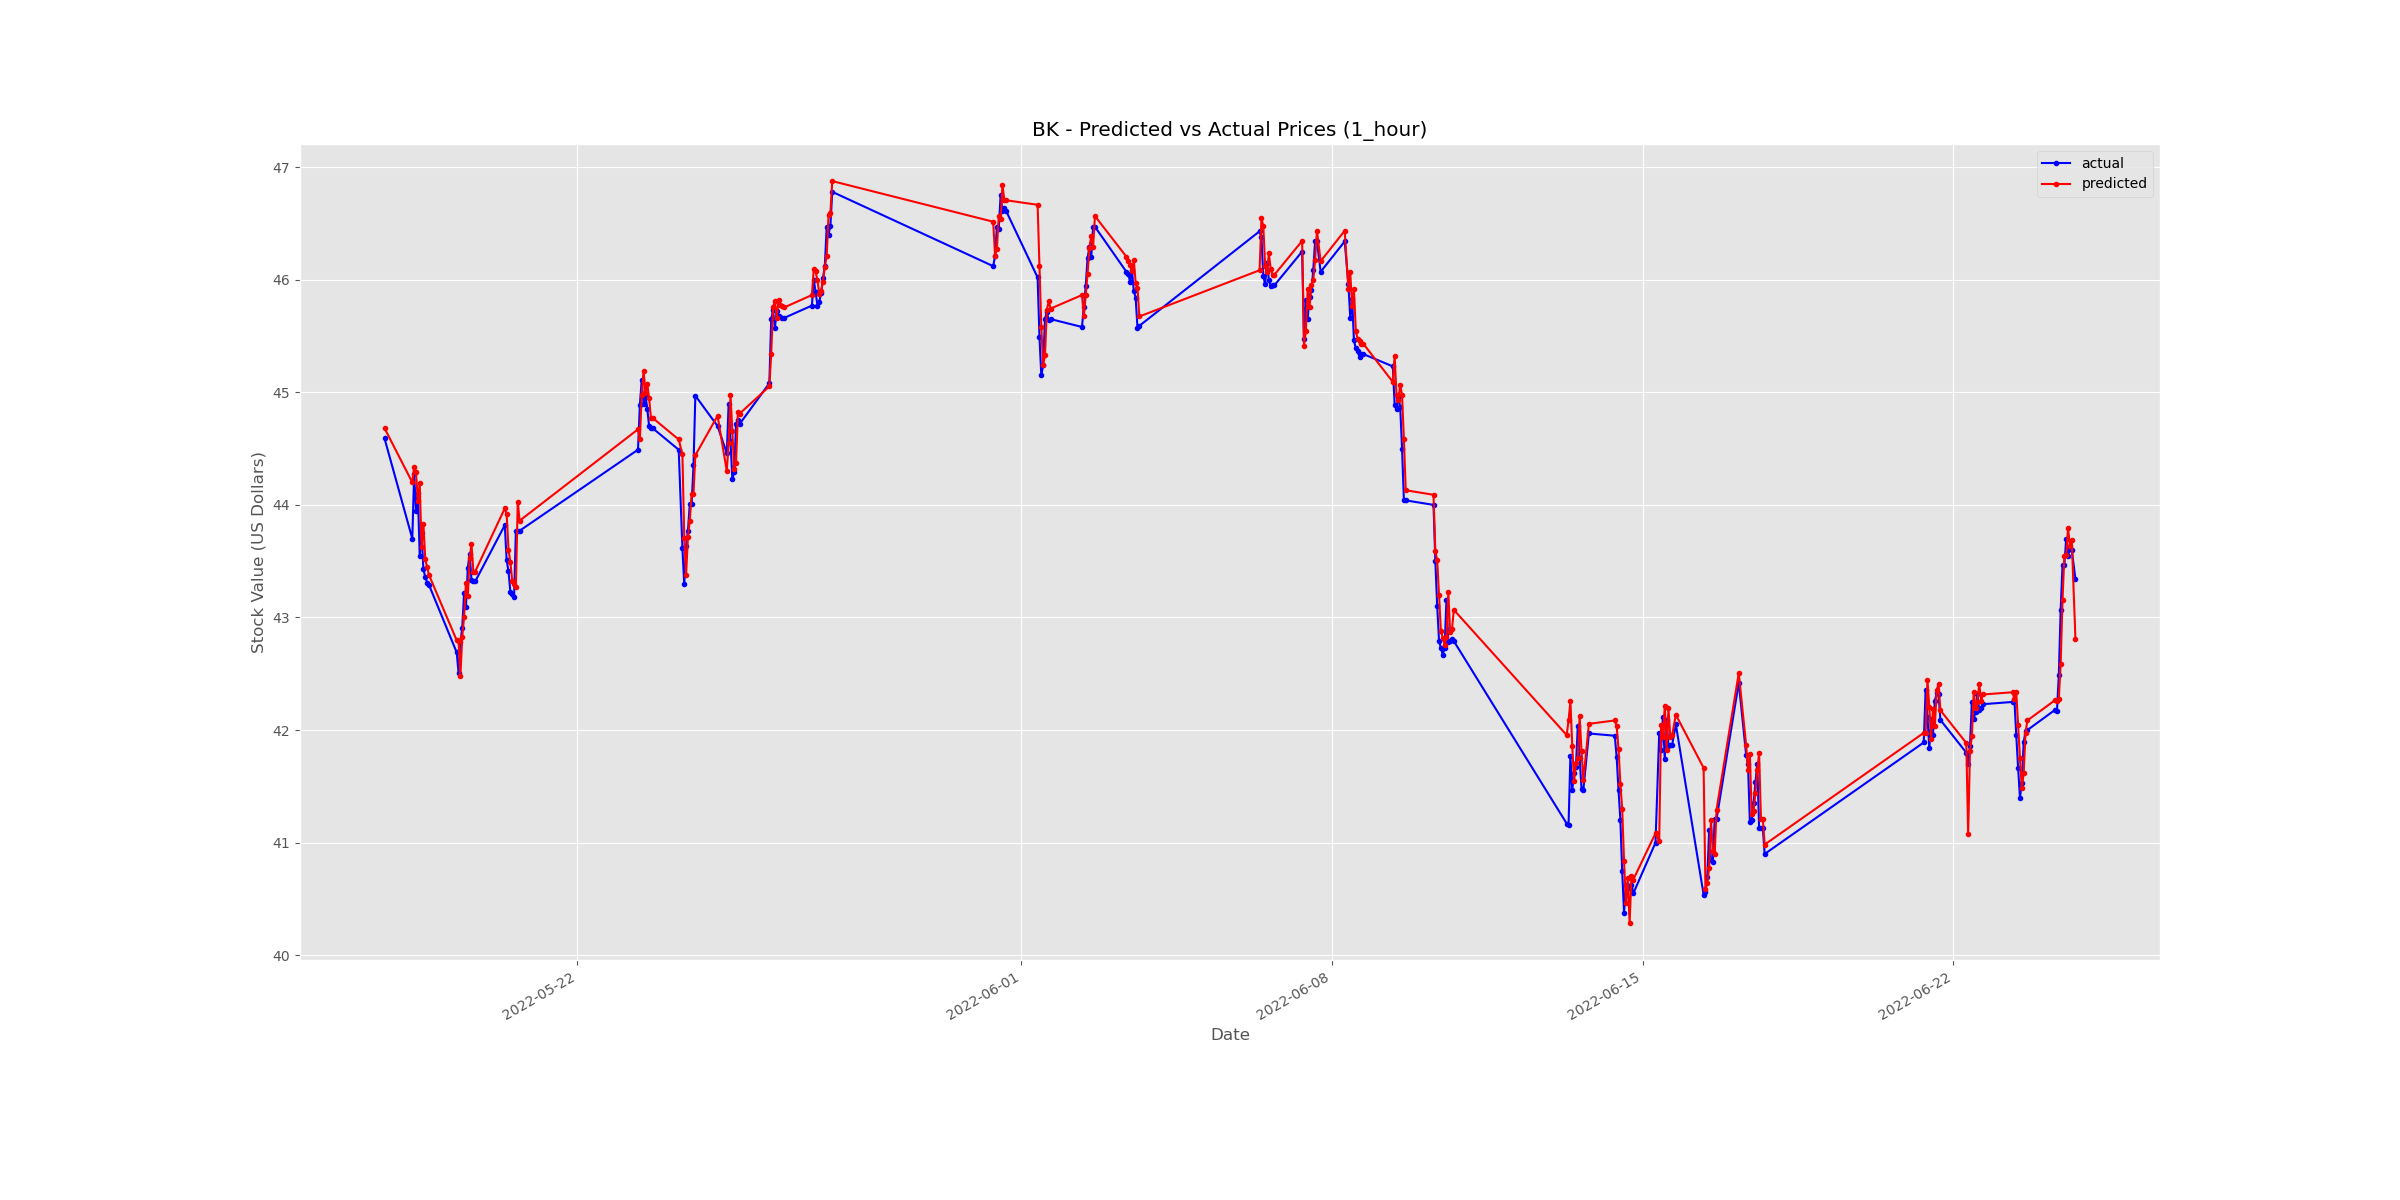 BK - Predicted vs Actual Prices (1_hour)
actual
predicted
47
46
45
44
43
42
41
40
Stock Value (US Dollars)
2022-05-22
2022-06-01
2022-06-08
2022-06-15
2022-06-22
Date